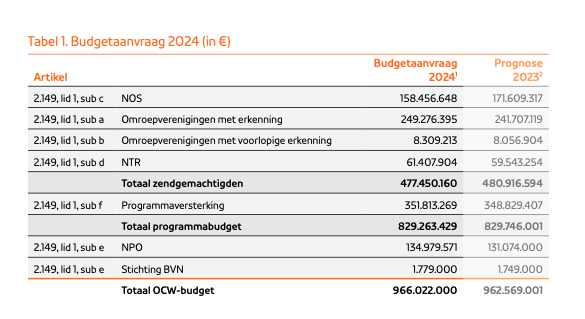 Tabel 1. Budgetaanvraag 2024 (in €)
Artikel Budgetaanvraag 2024¹ Prognose 2023²
2.149, lid 1, sub c NOS 158.456.648 171.609.317
2.149, lid 1, sub a Omroepverenigingen met erkenning 249.276.395 241.707.119
2.149, lid 1, sub b Omroepverenigingen met voorlopige erkenning 8.309.213 8.056.904
2.149, lid 1, sub d NTR 61.407.904 59.543.254
Totaal zendgemachtigden 477.450.160 480.916.594
2.149, lid 1, sub f Programmaversterking 351.813.269 348.829.407
Totaal programmabudget 829.263.429 829.746.001
2.149, lid 1, sub e NPO 134.979.571 131.074.000
2.149, lid 1, sub e Stichting BVN 1.779.000 1.749.000
Totaal OCW-budget 966.022.000 962.569.001